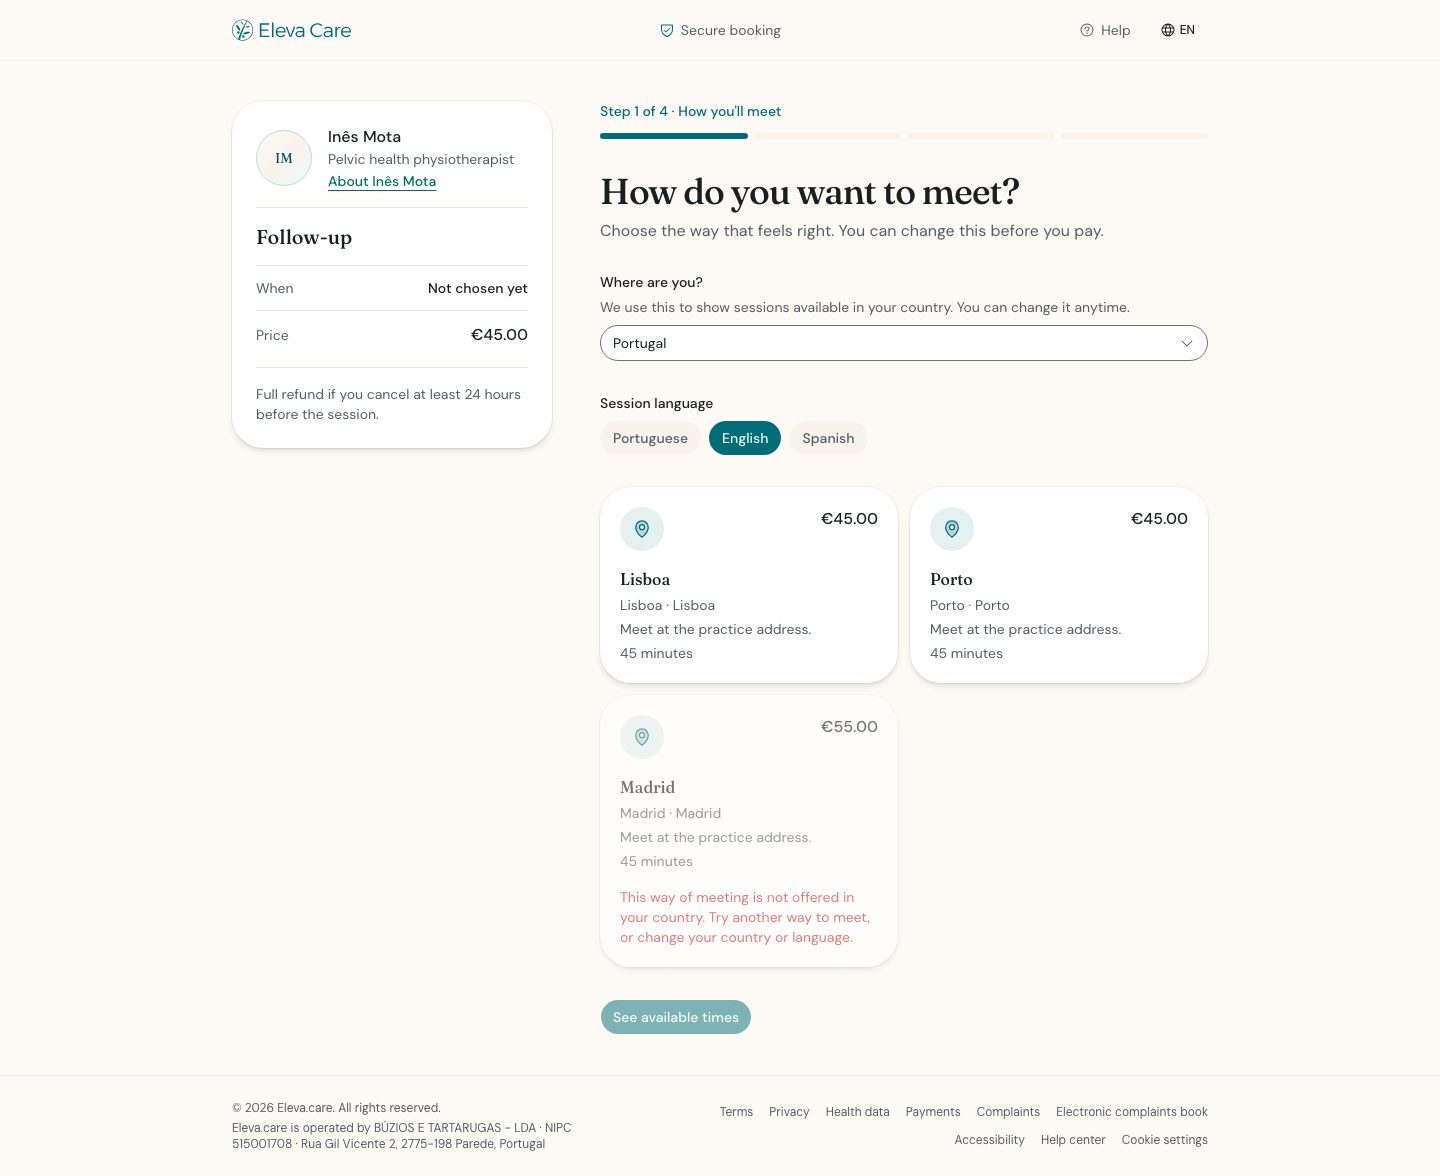 Eleva Care
Secure booking
Help
EN
IM
Inês Mota
Pelvic health physiotherapist
About Inês Mota
Follow-up
When
Not chosen yet
Price
€45.00
Full refund if you cancel at least 24 hours
before the session.
Step 1 of 4 · How you'll meet
How do you want to meet?
Choose the way that feels right. You can change this before you pay.
Where are you?
We use this to show sessions available in your country. You can change it anytime.
Portugal
Session language
Portuguese
English
Spanish
€45.00
Lisboa
Lisboa · Lisboa
Meet at the practice address.
45 minutes
€45.00
Porto
Porto · Porto
Meet at the practice address.
45 minutes
€55.00
Madrid
Madrid · Madrid
Meet at the practice address.
45 minutes
This way of meeting is not offered in
your country. Try another way to meet,
or change your country or language.
See available times
© 2026 Eleva.care. All rights reserved.
Eleva.care is operated by BÚZIOS E TARTARUGAS – LDA · NIPC
515001708 · Rua Gil Vicente 2, 2775-198 Parede, Portugal
Terms
Privacy
Health data
Payments
Complaints
Electronic complaints book
Accessibility
Help center
Cookie settings